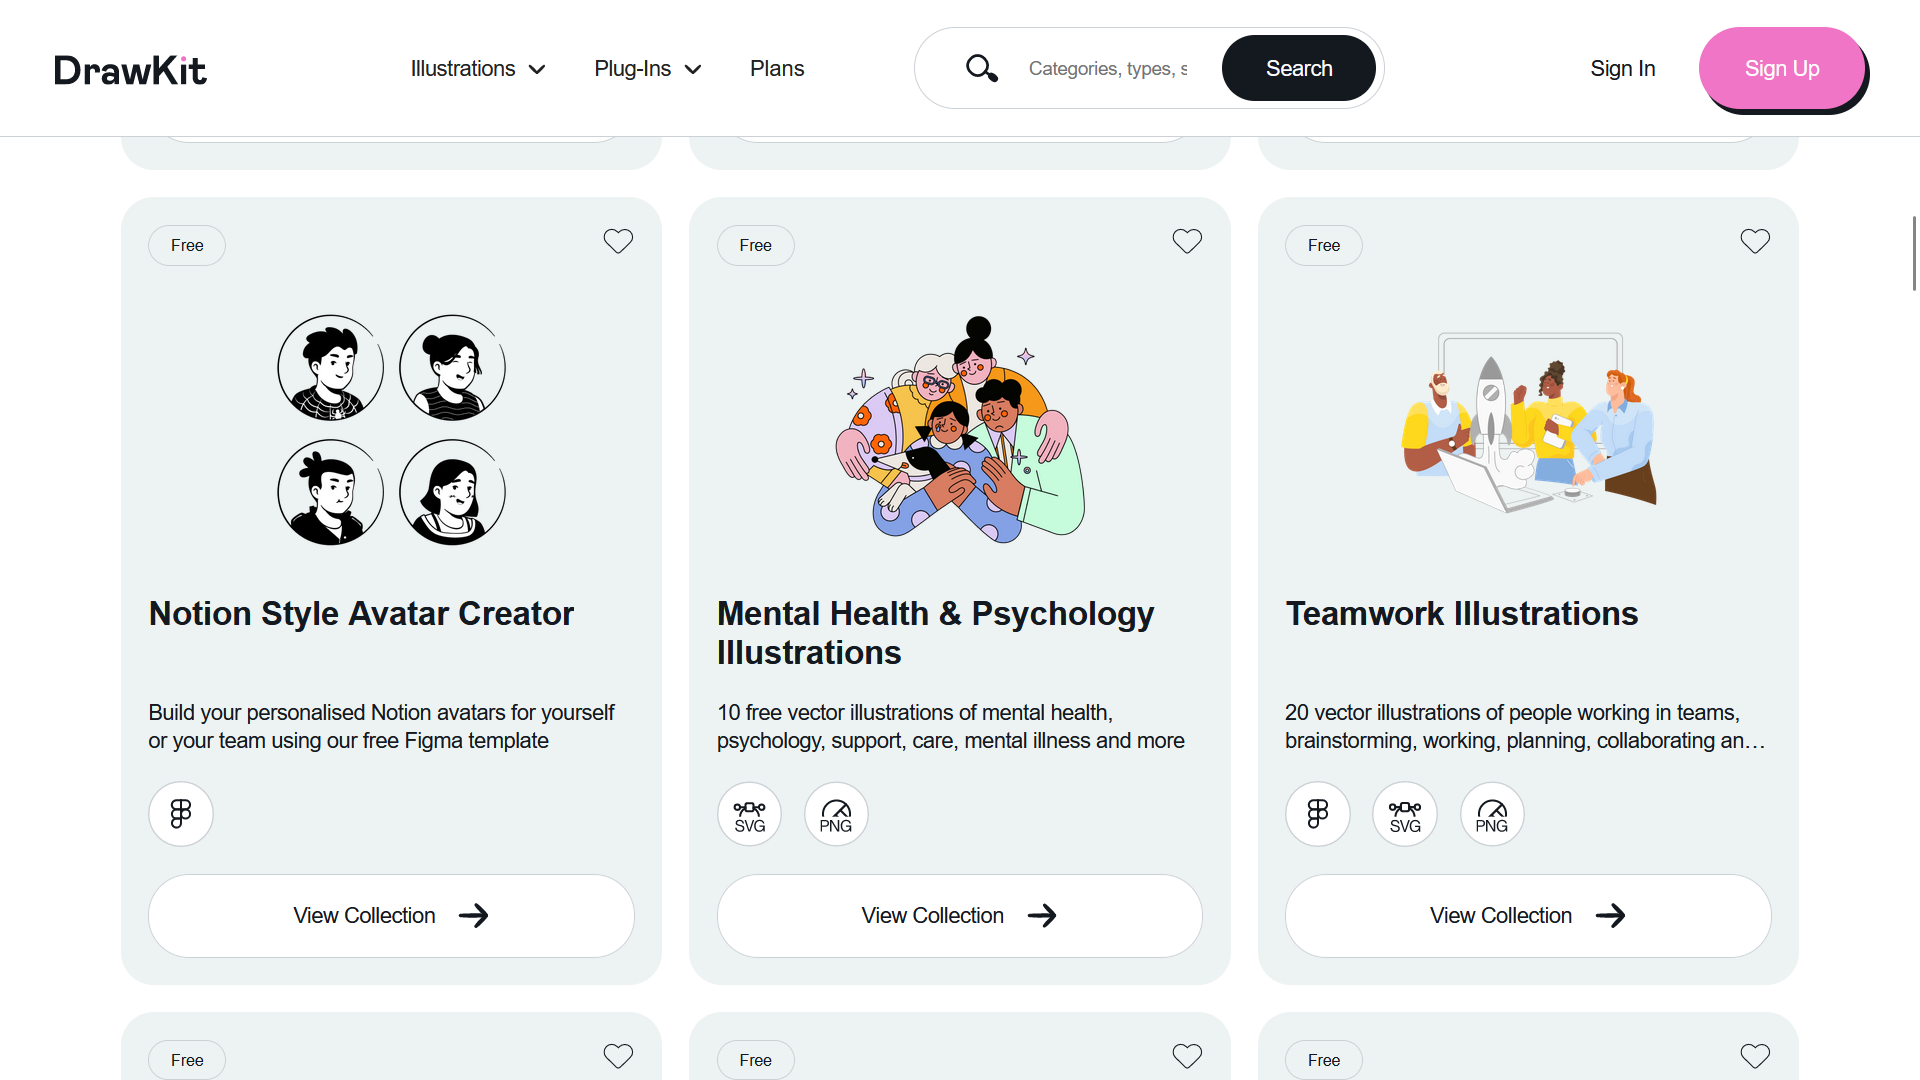 DrawKit
Illustrations
Plug-Ins
Plans
Categories, types, s
Search
Sign In
Sign Up
Free
Free
Free
Notion Style Avatar Creator
Build your personalised Notion avatars for yourself
or your team using our free Figma template
View Collection
Mental Health & Psychology
Illustrations
10 free vector illustrations of mental health,
psychology, support, care, mental illness and more
SVG
PNG
View Collection
Teamwork Illustrations
20 vector illustrations of people working in teams,
brainstorming, working, planning, collaborating an…
SVG
PNG
View Collection
Free
Free
Free